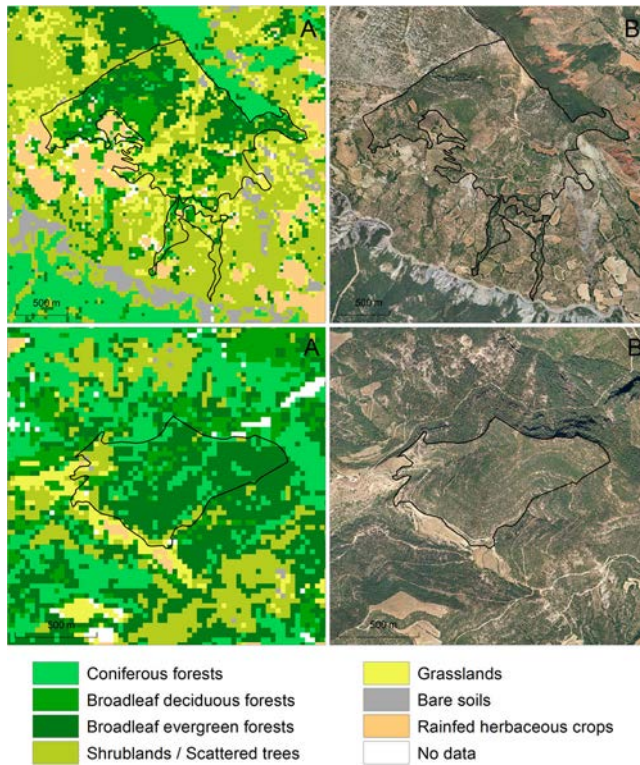 A
B
500 m
500 m
A
B
500 m
500 m
Coniferous forests
Broadleaf deciduous forests
Broadleaf evergreen forests
Shrublands / Scattered trees
Grasslands
Bare soils
Rainfed herbaceous crops
No data